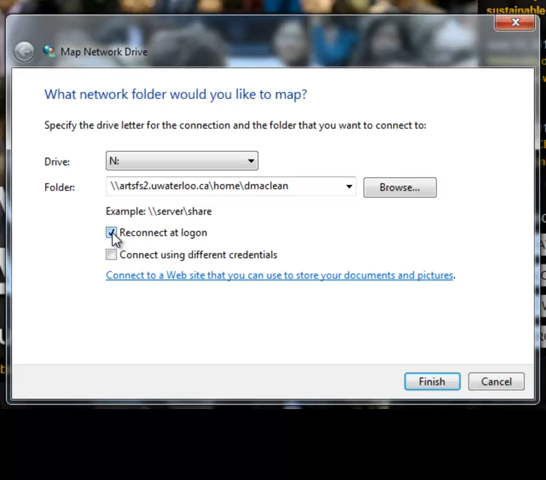 sustainable
Map Network Drive
What network folder would you like to map?
Specify the drive letter for the connection and the folder that you want to connect to:
Drive: N:
Folder: \\artsfs2.uwaterloo.ca\home\dmaclean Browse...
Example: \\server\share
Reconnect at logon
Connect using different credentials
Connect to a Web site that you can use to store your documents and pictures.
Finish Cancel